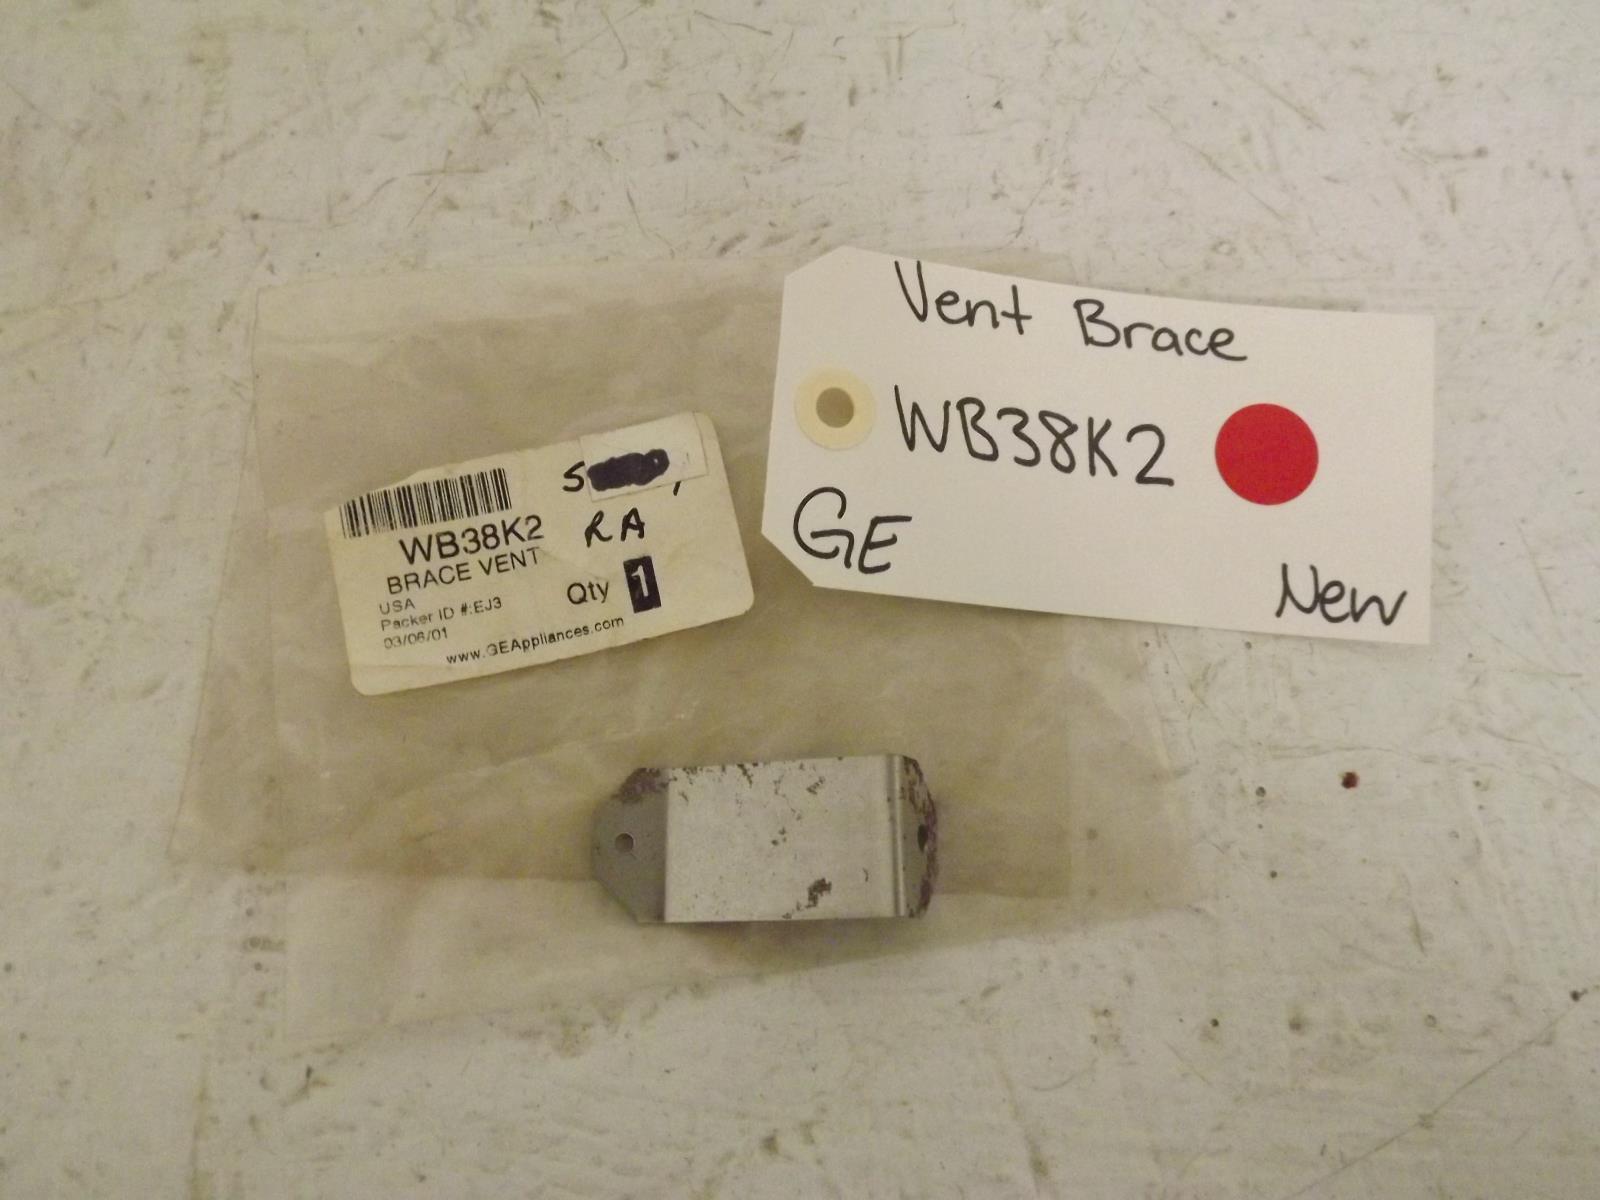 Vent Brace
WB38K2
GE
New
S
RA
WB38K2
BRACE VENT
Qty 1
USA
Packer ID #:EJ3
03/06/01
www.GEAppliances.com